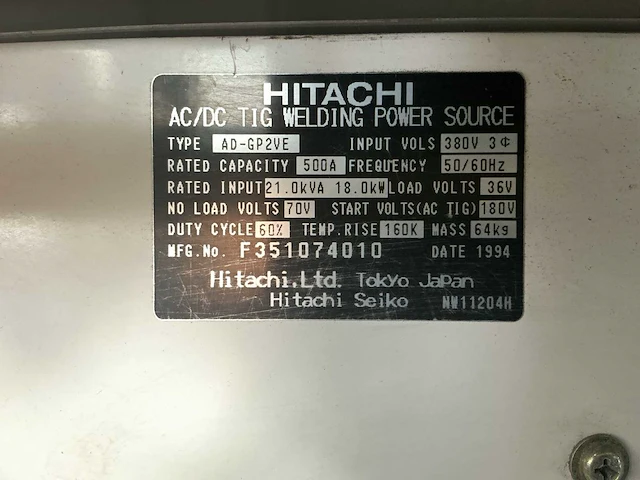 HITACHI
AC/DC TIG WELDING POWER SOURCE
TYPE AD-GP2VE INPUT VOLS 380V 3Φ
RATED CAPACITY 500A FREQUENCY 50/60Hz
RATED INPUT 21.0kVA 18.0kW LOAD VOLTS 36V
NO LOAD VOLTS 70V START VOLTS(AC TIG) 180V
DUTY CYCLE 60% TEMP.RISE 160K MASS 64kg
MFG.No. F351074010 DATE 1994
Hitachi,Ltd. Tokyo Japan
Hitachi Seiko NW11204H